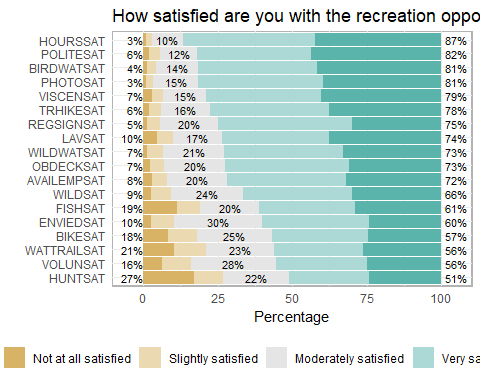 How satisfied are you with the recreation oppo
HOURSSAT 3% 10% 87%
POLITESAT 6% 12% 82%
BIRDWATSAT 4% 14% 81%
PHOTOSAT 3% 15% 81%
VISCENSAT 7% 15% 79%
TRHIKESAT 6% 16% 78%
REGSIGNSAT 5% 20% 75%
LAVSAT 10% 17% 74%
WILDWATSAT 7% 21% 73%
OBDECKSAT 7% 20% 73%
AVAILEMPSAT 8% 20% 72%
WILDSAT 9% 24% 66%
FISHSAT 19% 20% 61%
ENVIEDSAT 10% 30% 60%
BIKESAT 18% 25% 57%
WATTRAILSAT 21% 23% 56%
VOLUNSAT 16% 28% 56%
HUNTSAT 27% 22% 51%
0 25 50 75 100
Percentage
Not at all satisfied Slightly satisfied Moderately satisfied Very sa